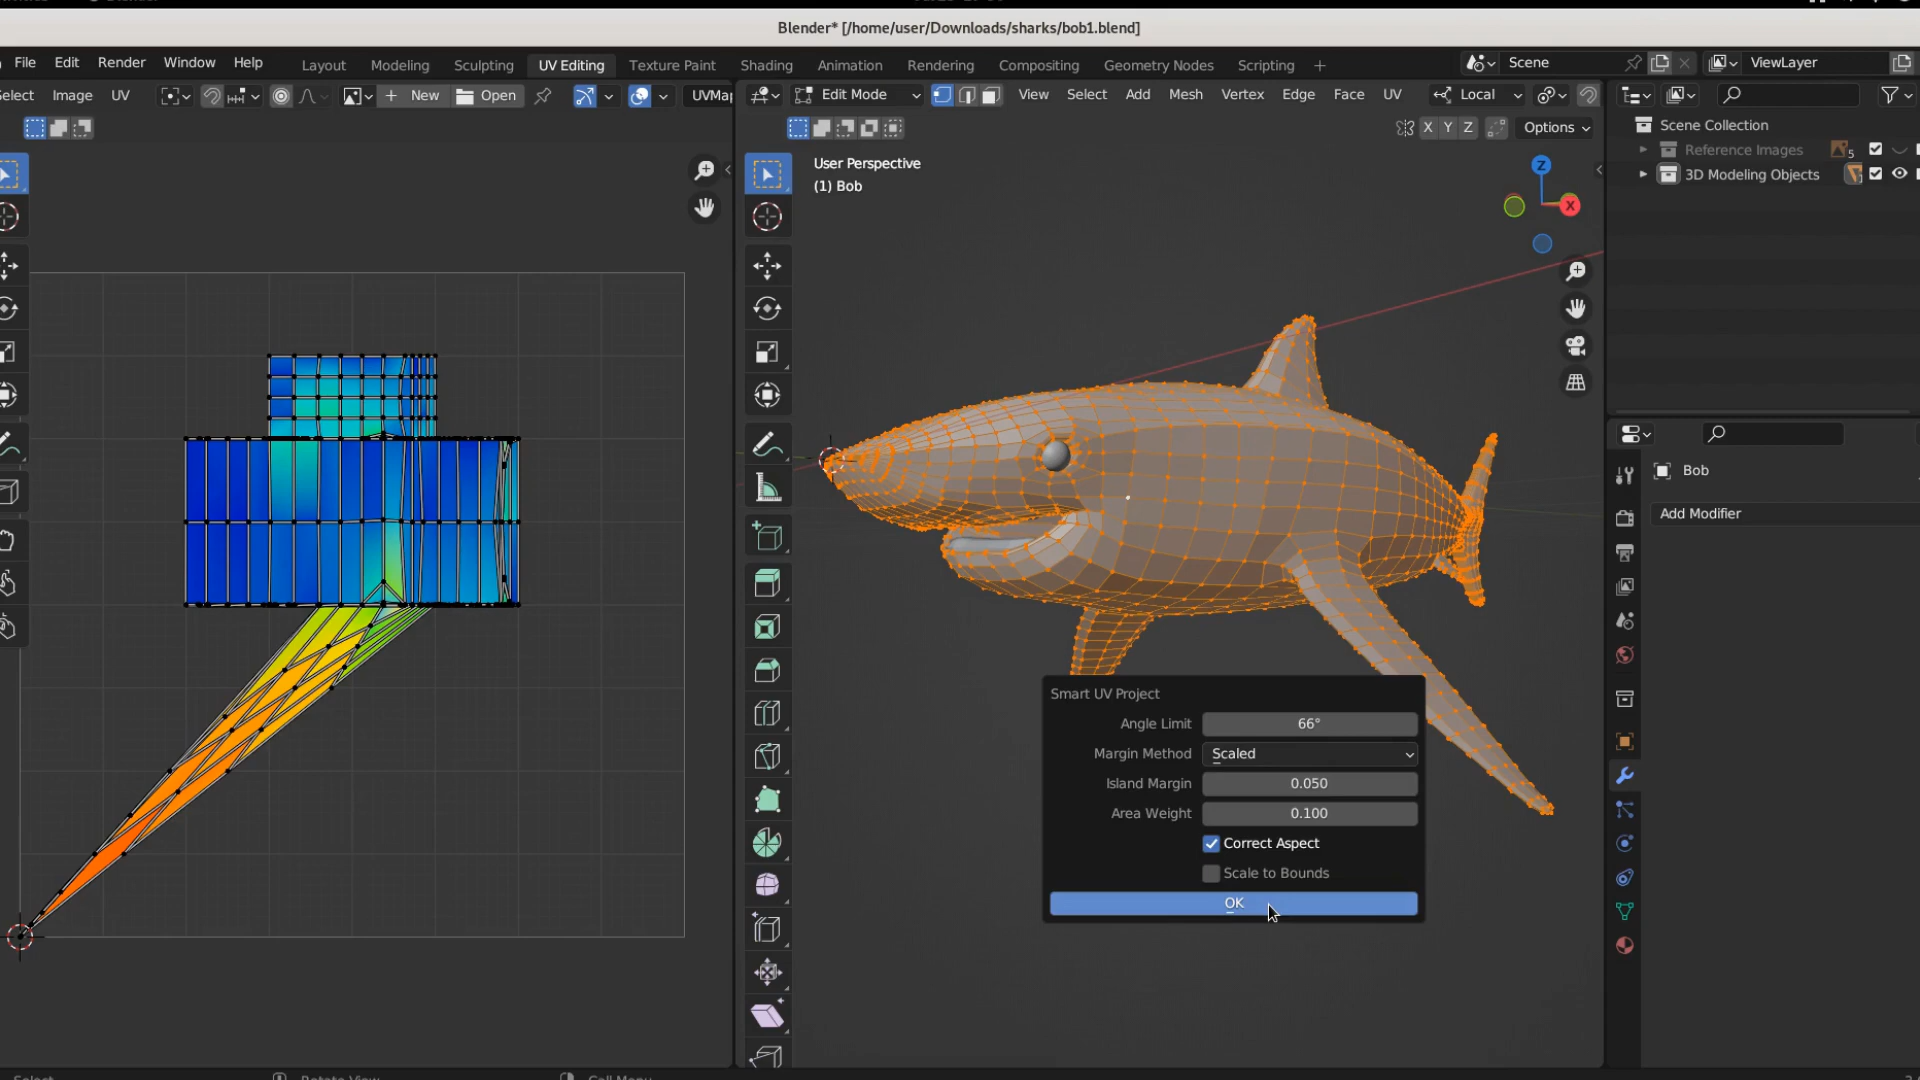 Blender* [/home/user/Downloads/sharks/bob1.blend]
File Edit Render Window Help Layout Modeling Sculpting UV Editing Texture Paint Shading Animation Rendering Compositing Geometry Nodes Scripting + Scene ViewLayer
elect Image UV New Open UVMap Edit Mode View Select Add Mesh Vertex Edge Face UV Local
X Y Z Options
User Perspective
(1) Bob
Z
X
Scene Collection
Reference Images 5
3D Modeling Objects
Bob
Add Modifier
Smart UV Project
Angle Limit 66°
Margin Method Scaled
Island Margin 0.050
Area Weight 0.100
Correct Aspect
Scale to Bounds
OK